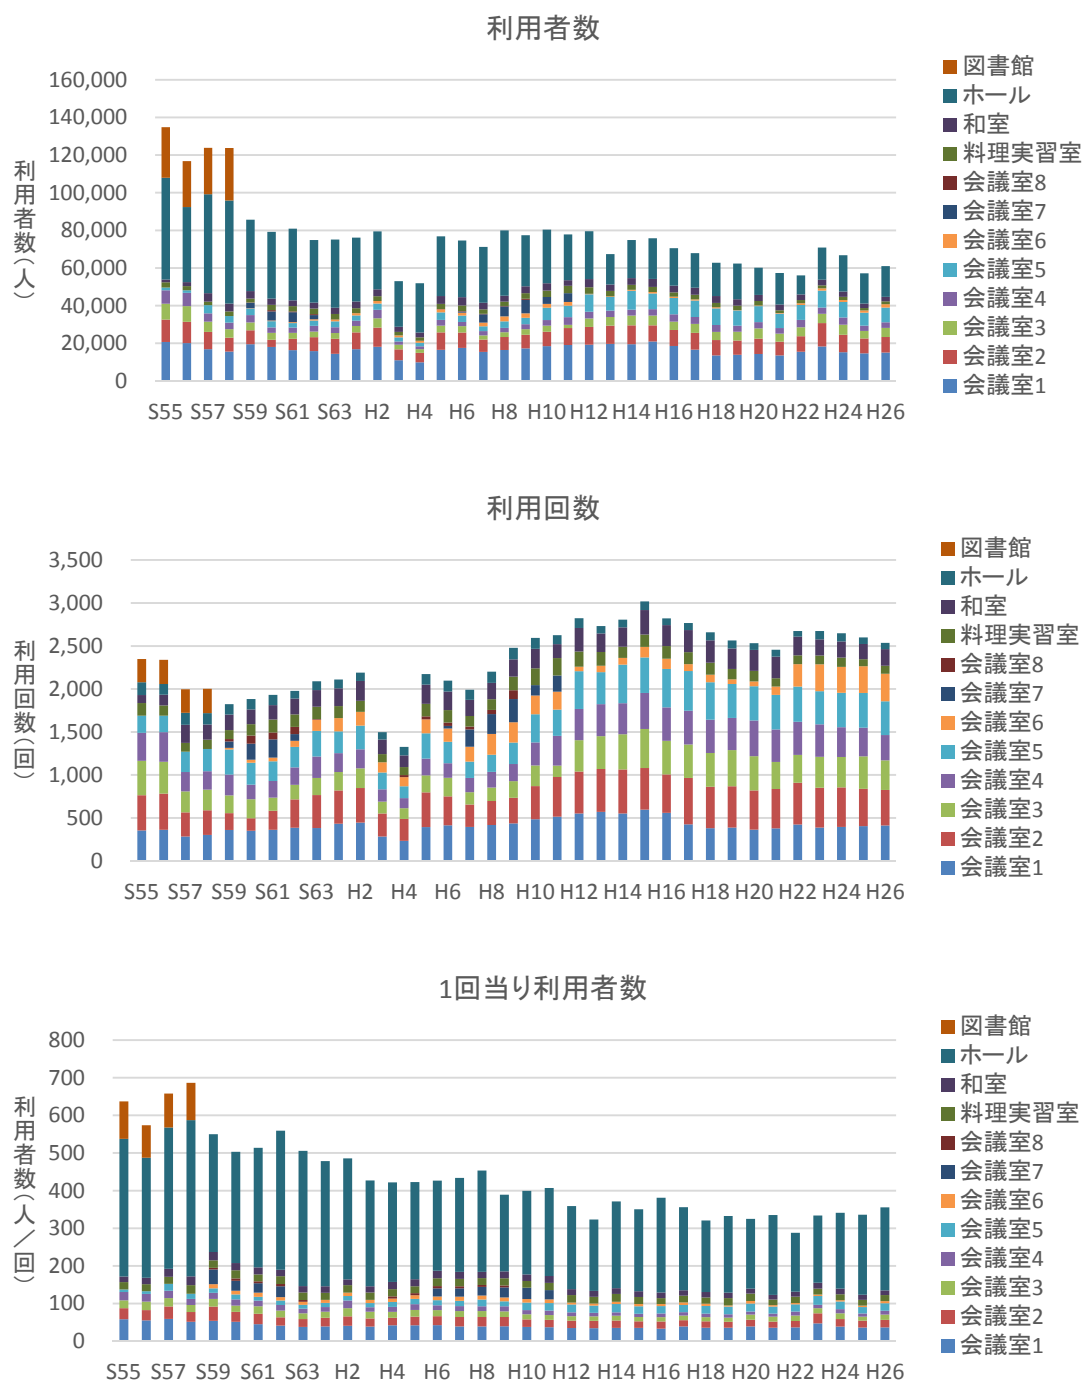 利用者数
160,000
140,000
120,000
100,000
80,000
60,000
40,000
20,000
0
利用者数(人)
S55 S57 S59 S61 S63 H2 H4 H6 H8 H10 H12 H14 H16 H18 H20 H22 H24 H26
図書館
ホール
和室
料理実習室
会議室8
会議室7
会議室6
会議室5
会議室4
会議室3
会議室2
会議室1
利用回数
3,500
3,000
2,500
2,000
1,500
1,000
500
0
利用回数(回)
S55 S57 S59 S61 S63 H2 H4 H6 H8 H10 H12 H14 H16 H18 H20 H22 H24 H26
図書館
ホール
和室
料理実習室
会議室8
会議室7
会議室6
会議室5
会議室4
会議室3
会議室2
会議室1
1回当り利用者数
800
700
600
500
400
300
200
100
0
利用者数(人/回)
S55 S57 S59 S61 S63 H2 H4 H6 H8 H10 H12 H14 H16 H18 H20 H22 H24 H26
図書館
ホール
和室
料理実習室
会議室8
会議室7
会議室6
会議室5
会議室4
会議室3
会議室2
会議室1